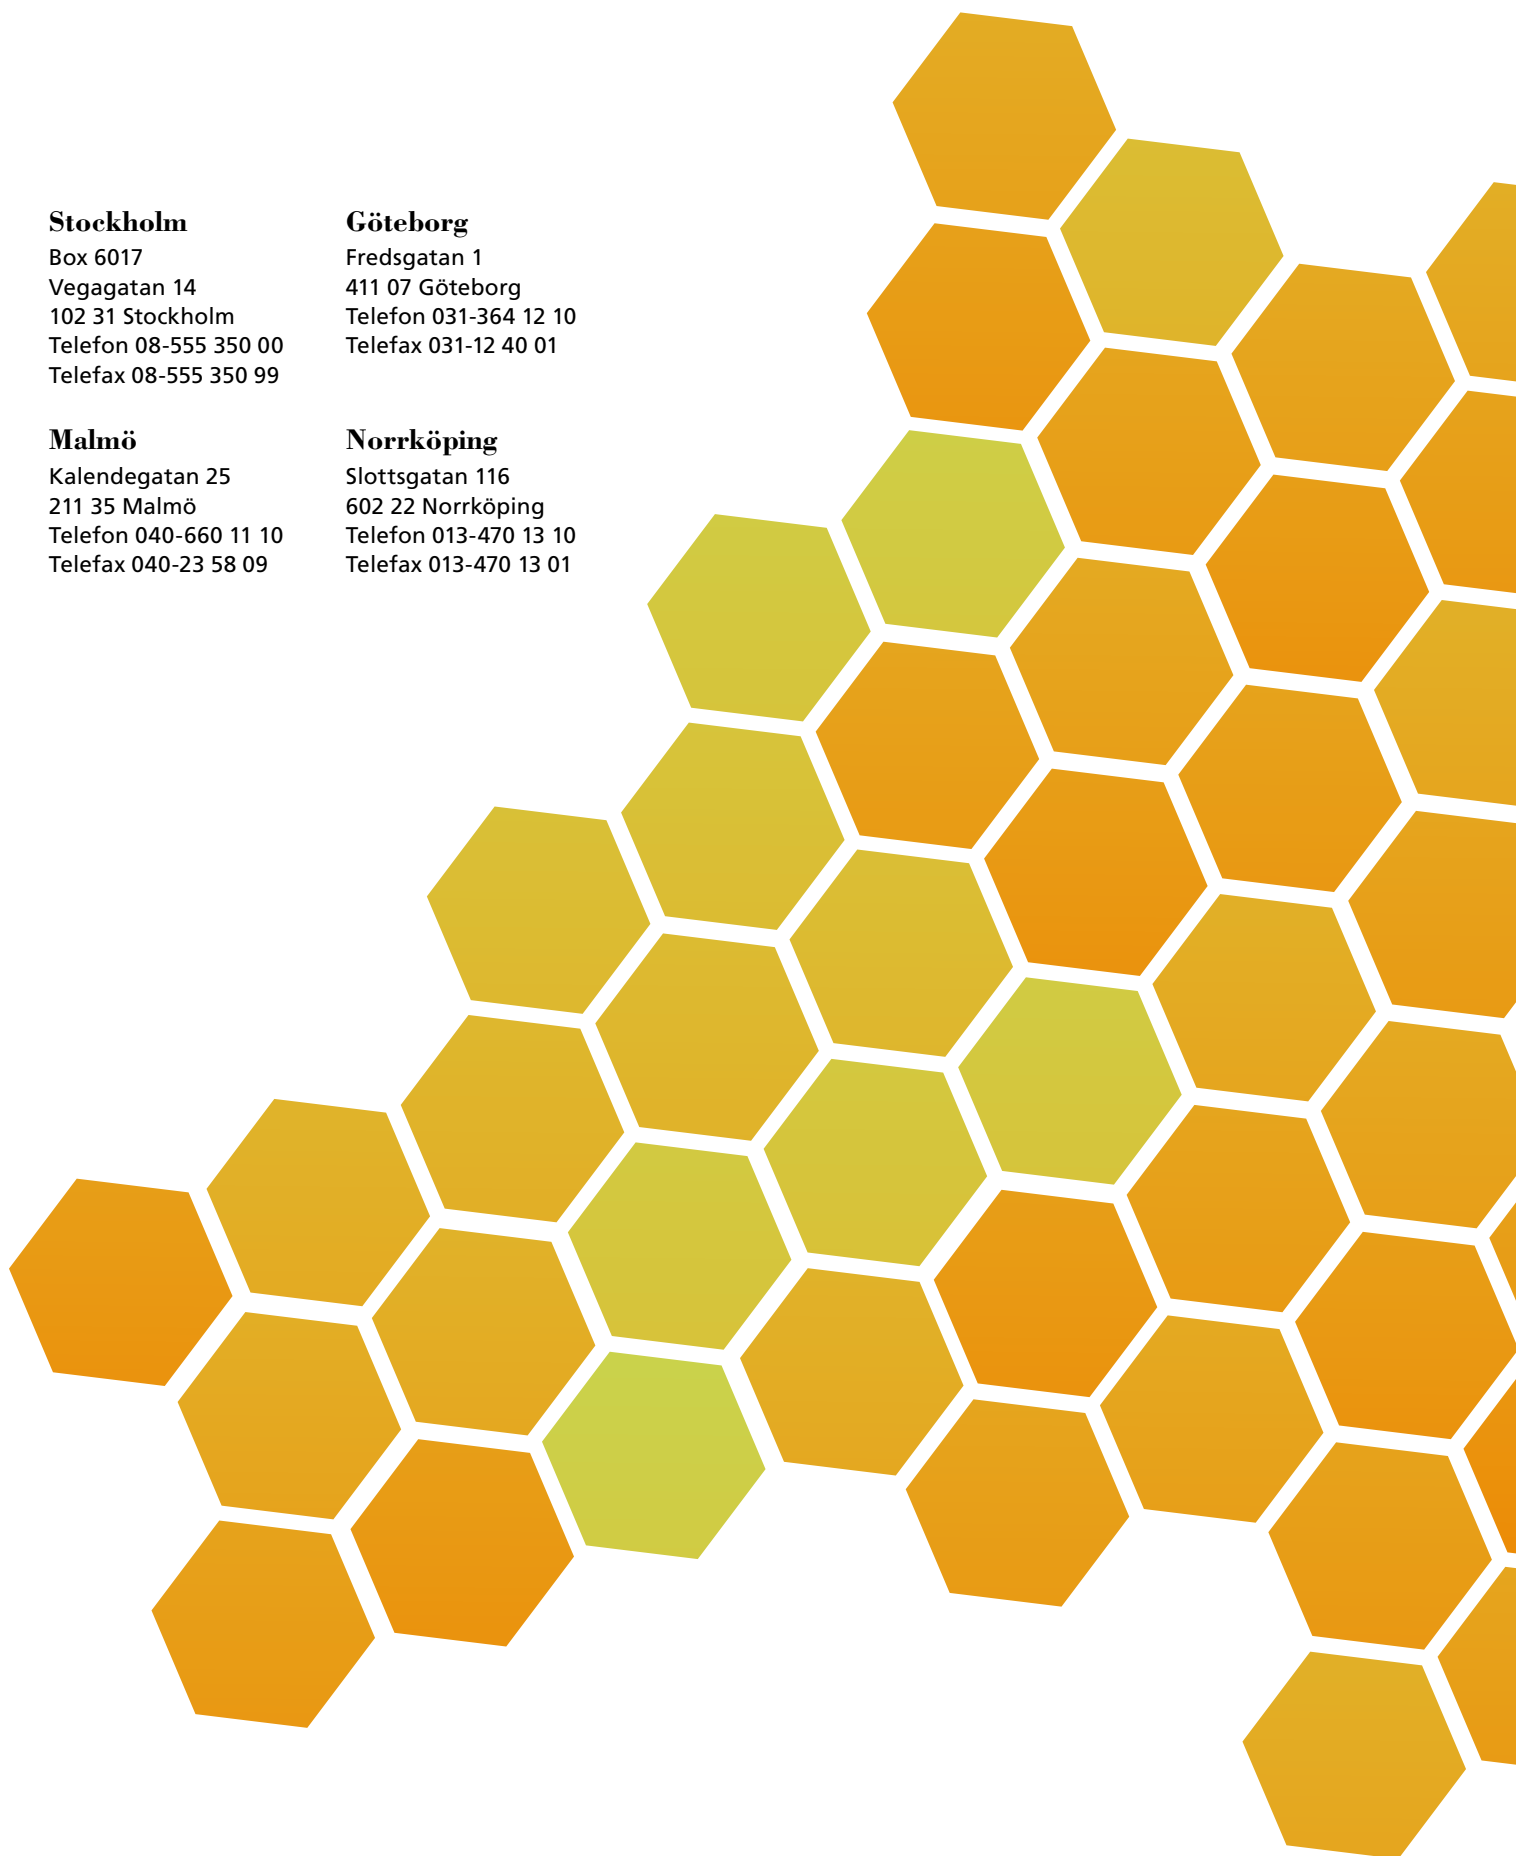 Stockholm
Box 6017
Vegagatan 14
102 31 Stockholm
Telefon 08-555 350 00
Telefax 08-555 350 99
Göteborg
Fredsgatan 1
411 07 Göteborg
Telefon 031-364 12 10
Telefax 031-12 40 01
Malmö
Kalendegatan 25
211 35 Malmö
Telefon 040-660 11 10
Telefax 040-23 58 09
Norrköping
Slottsgatan 116
602 22 Norrköping
Telefon 013-470 13 10
Telefax 013-470 13 01